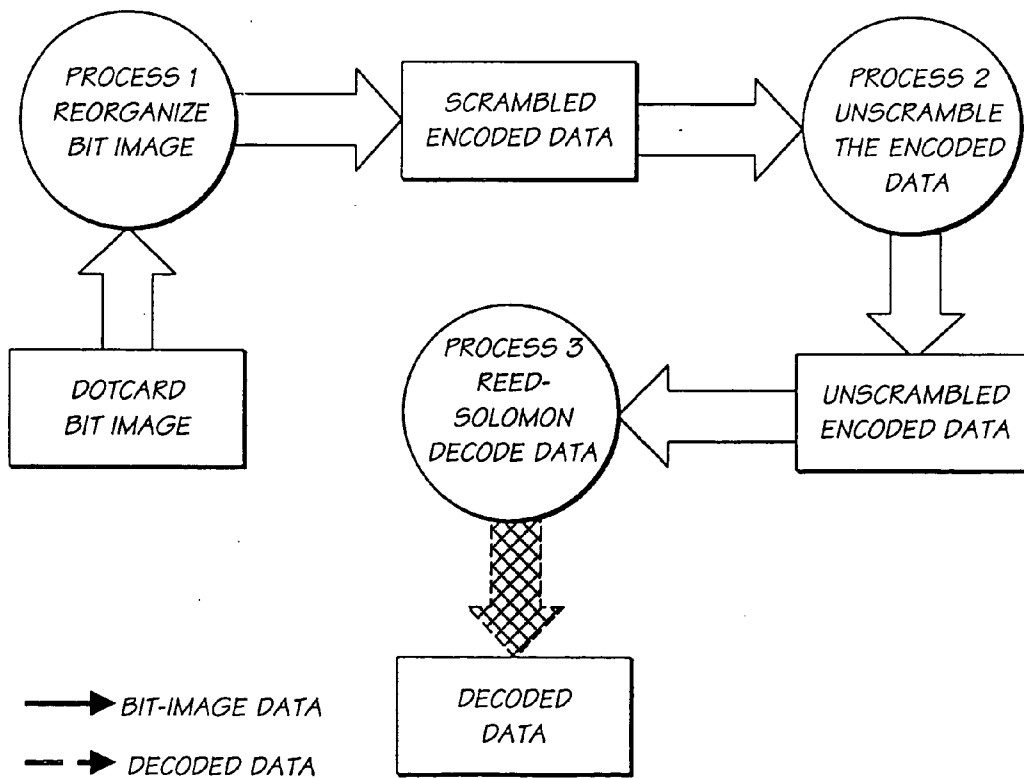 PROCESS 1
REORGANIZE
BIT IMAGE
SCRAMBLED
ENCODED DATA
PROCESS 2
UNSCRAMBLE
THE ENCODED
DATA
DOTCARD
BIT IMAGE
PROCESS 3
REED-
SOLOMON
DECODE DATA
UNSCRAMBLED
ENCODED DATA
DECODED
DATA
BIT-IMAGE DATA
DECODED DATA